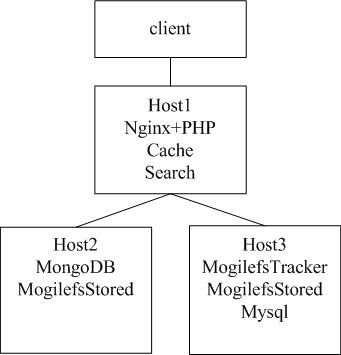 client
Host1
Nginx+PHP
Cache
Search
Host2
MongoDB
MogilefsStored
Host3
MogilefsTracker
MogilefsStored
Mysql